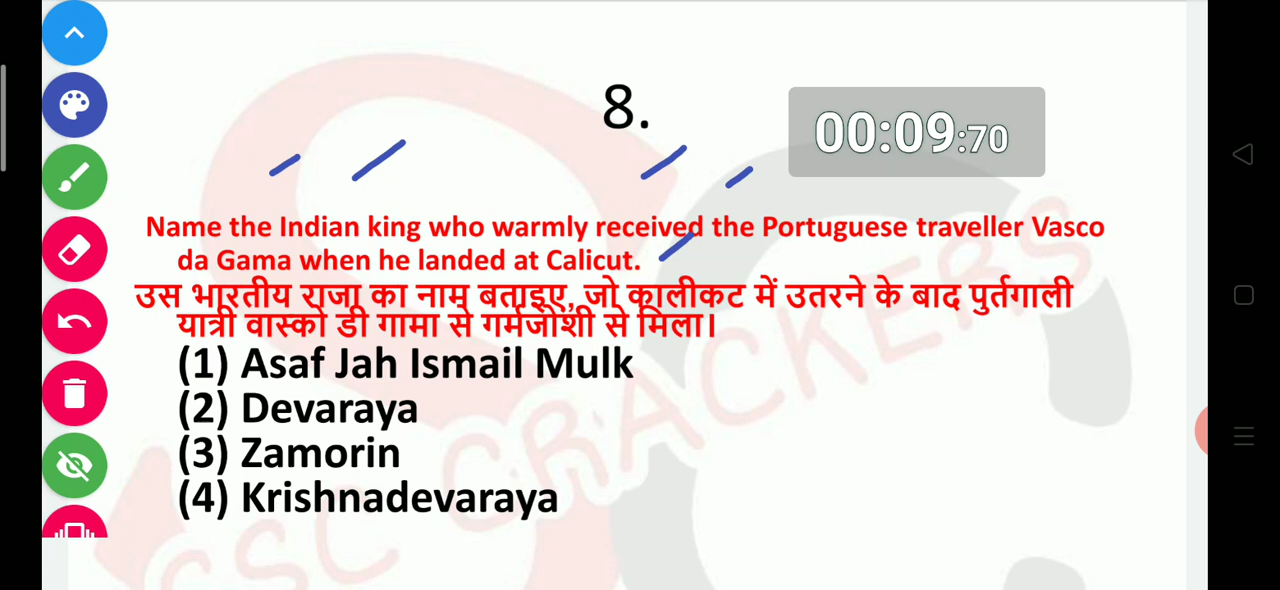 8.
00:09:70
Name the Indian king who warmly received the Portuguese traveller Vasco
da Gama when he landed at Calicut.
उस भारतीय राजा का नाम बताइए, जो कालीकट में उतरने के बाद पुर्तगाली
यात्री वास्को डी गामा से गर्मजोशी से मिला।
(1) Asaf Jah Ismail Mulk
(2) Devaraya
(3) Zamorin
(4) Krishnadevaraya
SSC CRACKERS